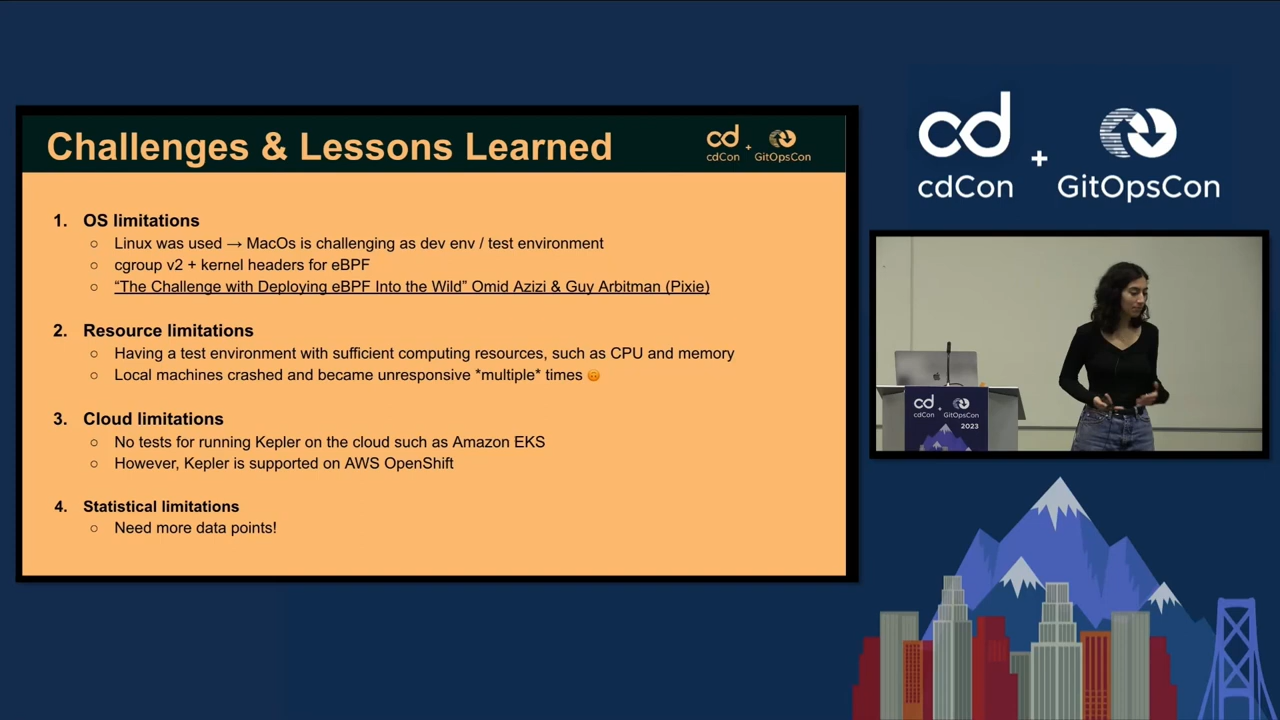 Challenges & Lessons Learned
cd
cdCon
+
GitOpsCon
1. OS limitations
○ Linux was used → MacOs is challenging as dev env / test environment
○ cgroup v2 + kernel headers for eBPF
○ “The Challenge with Deploying eBPF Into the Wild” Omid Azizi & Guy Arbitman (Pixie)
2. Resource limitations
○ Having a test environment with sufficient computing resources, such as CPU and memory
○ Local machines crashed and became unresponsive *multiple* times 🙃
3. Cloud limitations
○ No tests for running Kepler on the cloud such as Amazon EKS
○ However, Kepler is supported on AWS OpenShift
4. Statistical limitations
○ Need more data points!
cd
cdCon
+
GitOpsCon
cd
cdCon
+
GitOpsCon
2023